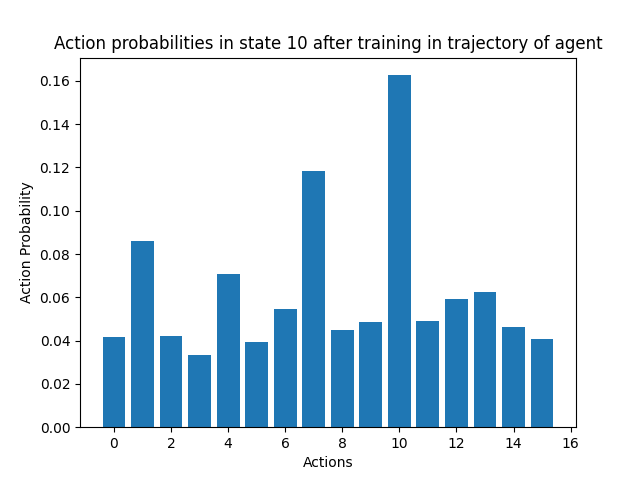 Action probabilities in state 10 after training in trajectory of agent
0.16
0.14
0.12
0.10
0.08
0.06
0.04
0.02
0.00
Action Probability
0 2 4 6 8 10 12 14 16
Actions